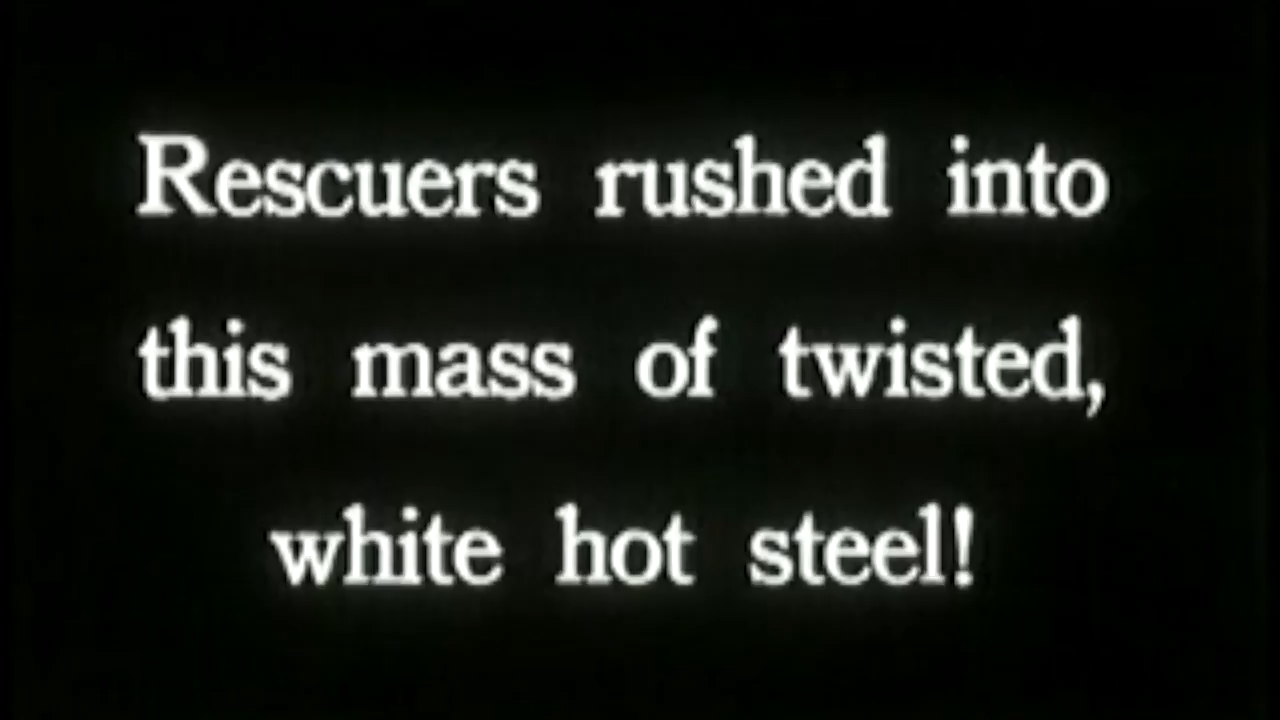 Rescuers rushed into
this mass of twisted,
white hot steel!